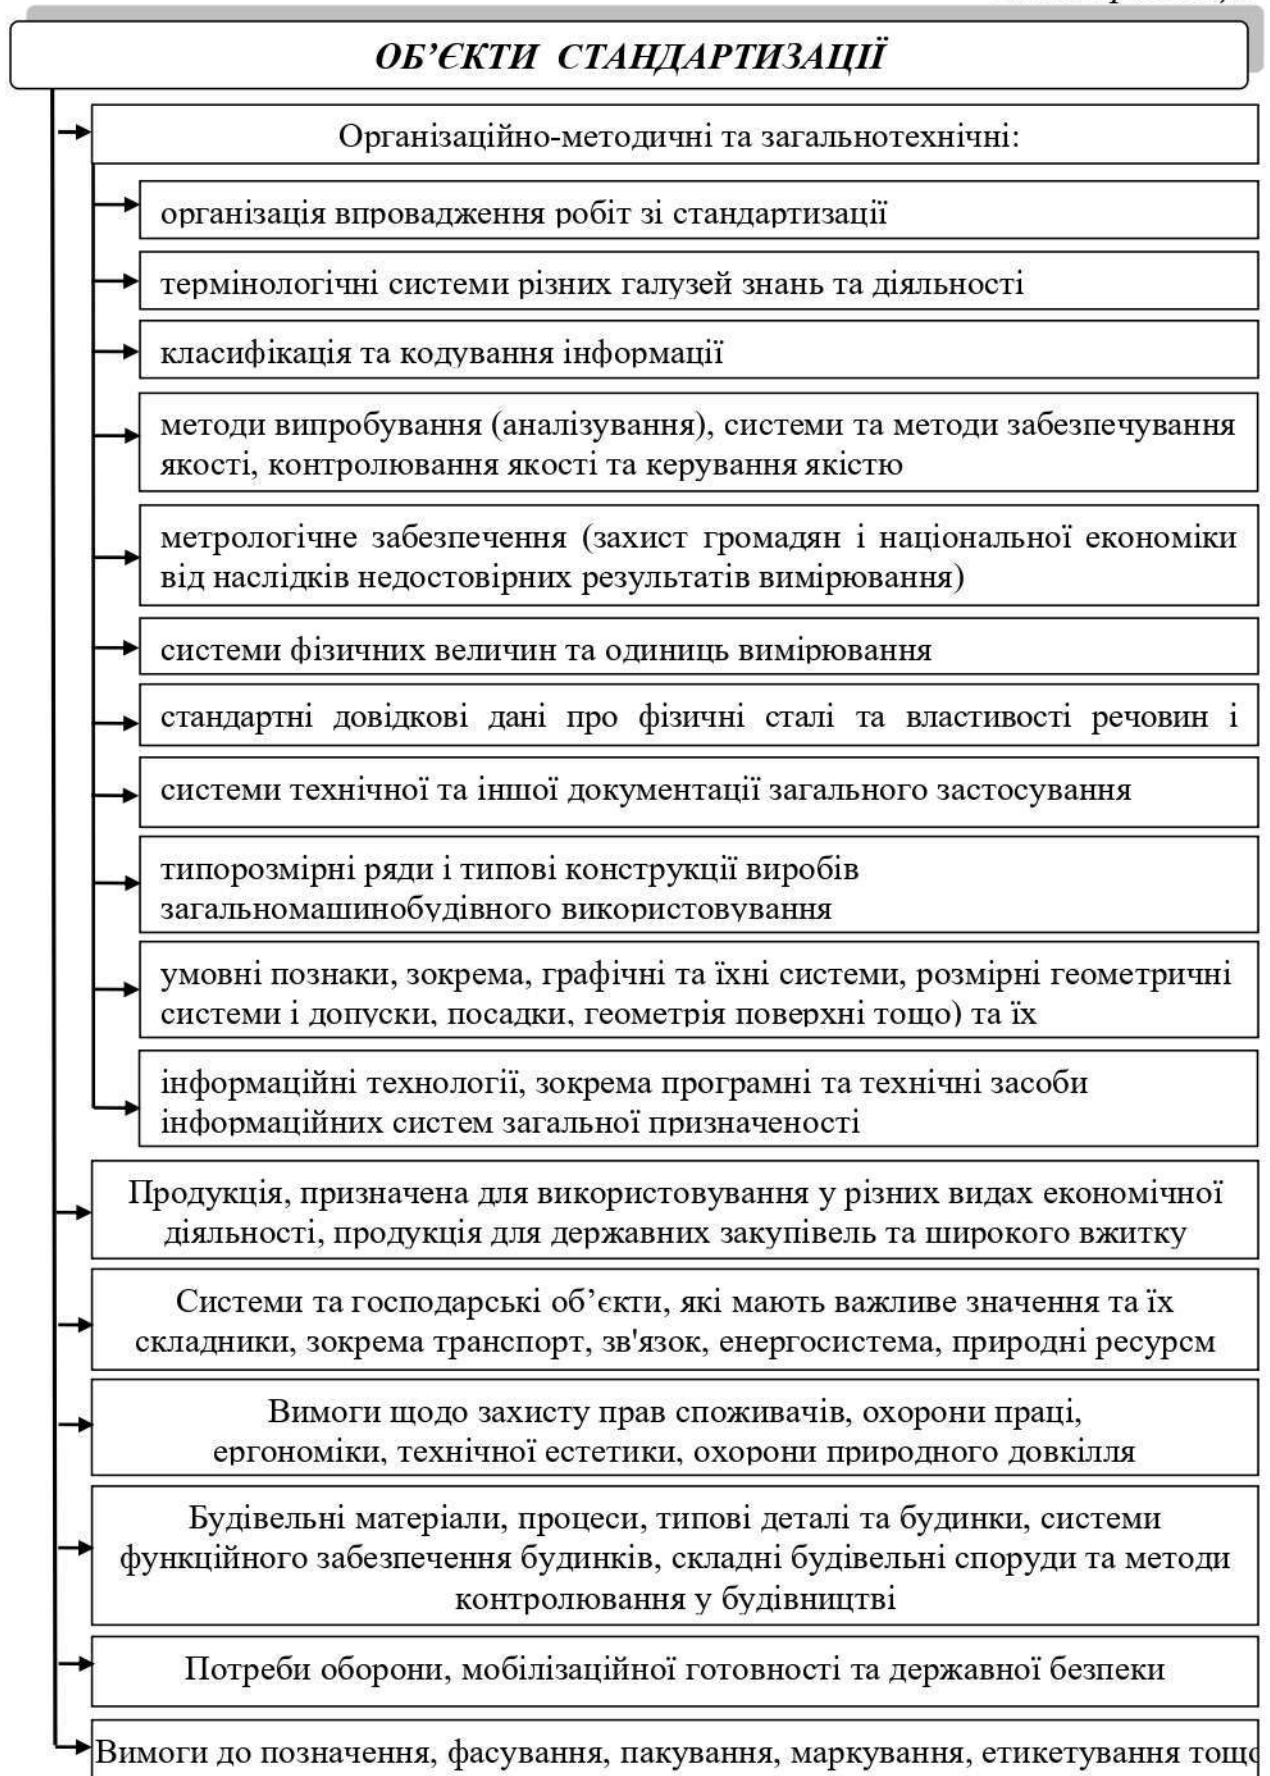 ОБ’ЄКТИ СТАНДАРТИЗАЦІЇ
Організаційно-методичні та загальнотехнічні:
організація впровадження робіт зі стандартизації
термінологічні системи різних галузей знань та діяльності
класифікація та кодування інформації
методи випробування (аналізування), системи та методи забезпечування
якості, контролювання якості та керування якістю
метрологічне забезпечення (захист громадян і національної економіки
від наслідків недостовірних результатів вимірювання)
системи фізичних величин та одиниць вимірювання
стандартні довідкові дані про фізичні сталі та властивості речовин і
системи технічної та іншої документації загального застосування
типорозмірні ряди і типові конструкції виробів
загальномашинобудівного використовування
умовні познаки, зокрема, графічні та їхні системи, розмірні геометричні
системи і допуски, посадки, геометрія поверхні тощо) та їх
інформаційні технології, зокрема програмні та технічні засоби
інформаційних систем загальної призначеності
Продукція, призначена для використовування у різних видах економічної
діяльності, продукція для державних закупівель та широкого вжитку
Системи та господарські об’єкти, які мають важливе значення та їх
складники, зокрема транспорт, зв'язок, енергосистема, природні ресурсм
Вимоги щодо захисту прав споживачів, охорони праці,
ергономіки, технічної естетики, охорони природного довкілля
Будівельні матеріали, процеси, типові деталі та будинки, системи
функційного забезпечення будинків, складні будівельні споруди та методи
контролювання у будівництві
Потреби оборони, мобілізаційної готовності та державної безпеки
Вимоги до позначення, фасування, пакування, маркування, етикетування тощо